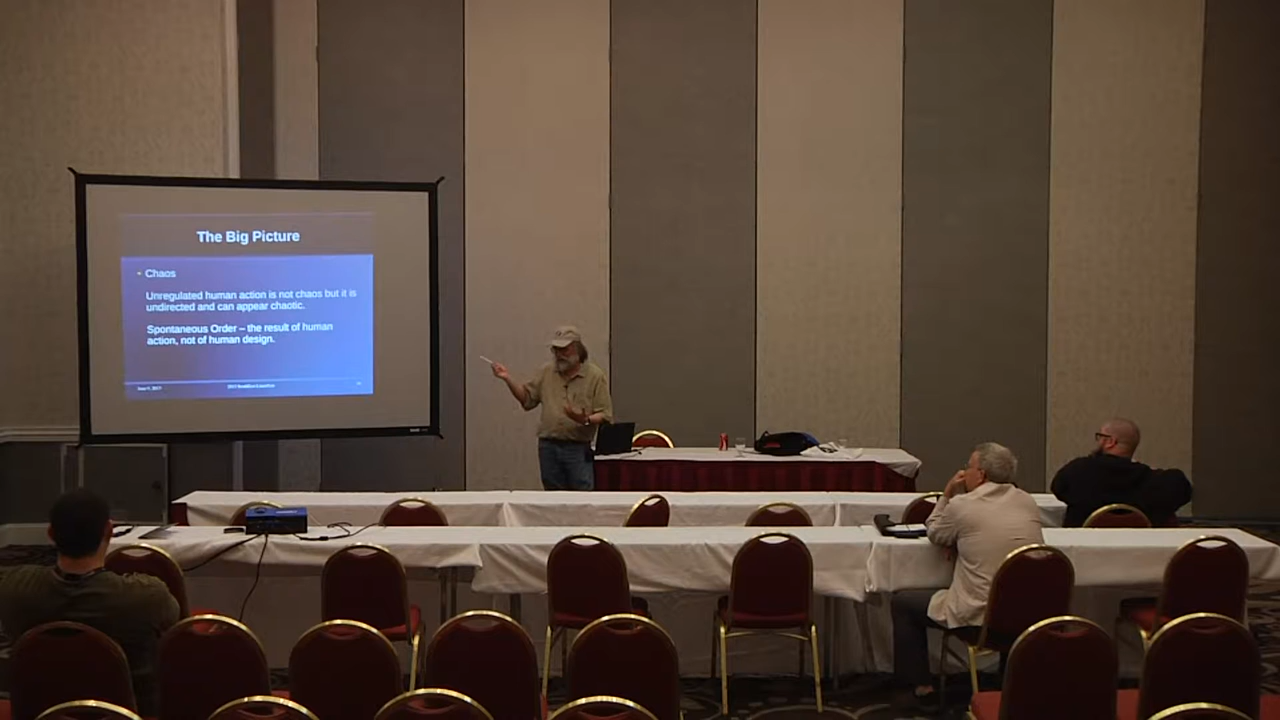 The Big Picture
Chaos
Unregulated human action is not chaos but it is
undirected and can appear chaotic.
Spontaneous Order – the result of human
action, not of human design.